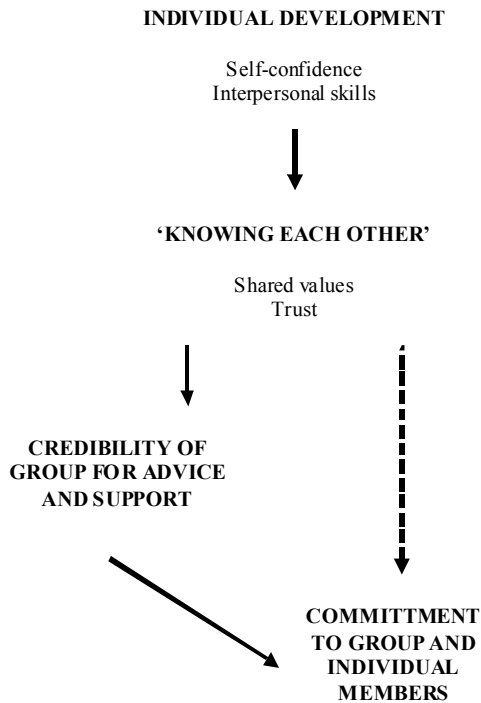 INDIVIDUAL DEVELOPMENT
Self-confidence
Interpersonal skills
‘KNOWING EACH OTHER’
Shared values
Trust
CREDIBILITY OF
GROUP FOR ADVICE
AND SUPPORT
COMMITTMENT
TO GROUP AND
INDIVIDUAL
MEMBERS